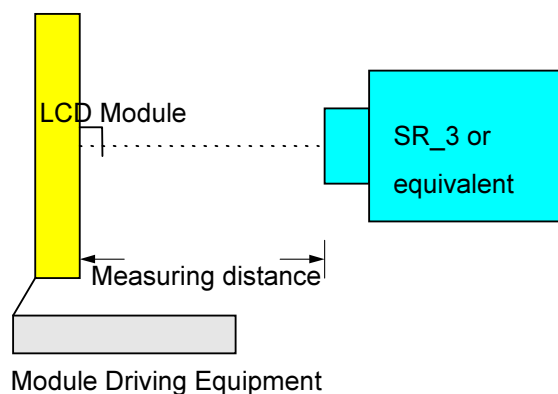 LCD Module
SR_3 or
equivalent
Measuring distance
Module Driving Equipment